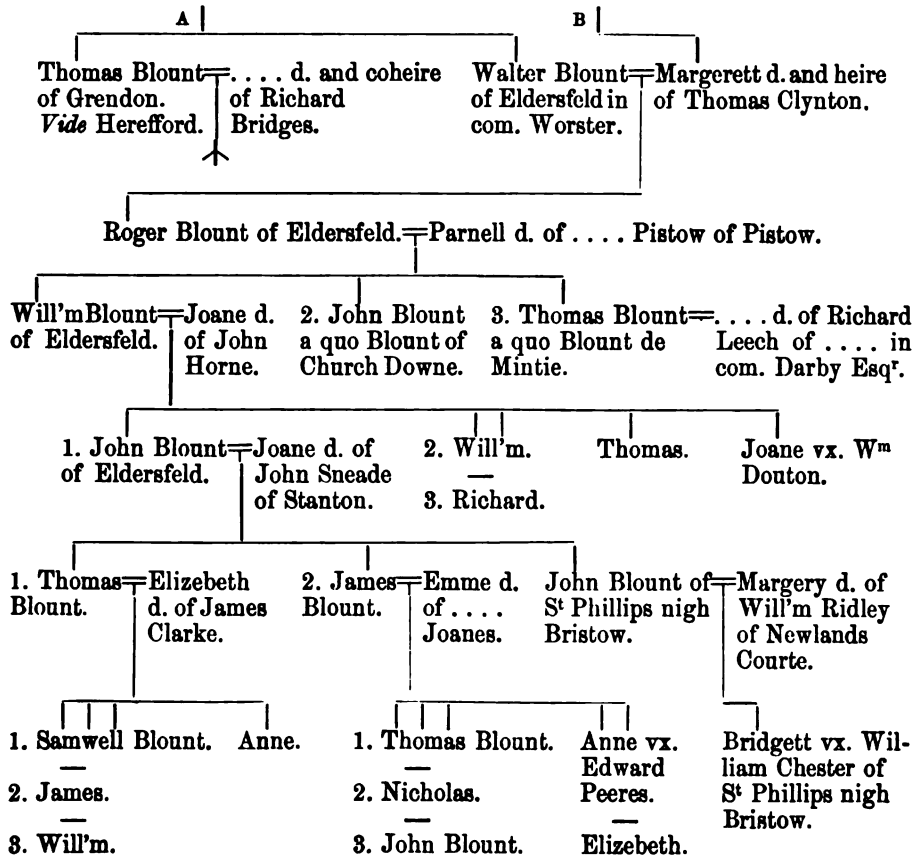 A B
Thomas Blount=. . . . d. and coheire
of Grendon. of Richard
Vide Herefford. Bridges.
Walter Blount=Margerett d. and heire
of Eldersfeld in of Thomas Clynton.
com. Worster.
Roger Blount of Eldersfeld.=Parnell d. of . . . . Pistow of Pistow.
Will'm Blount=Joane d.
of Eldersfeld. of John
Horne.
2. John Blount
a quo Blount of
Church Downe.
3. Thomas Blount=. . . . d. of Richard
a quo Blount de Leech of . . . . in
Mintie. com. Darby Esqr.
1. John Blount=Joane d. of
of Eldersfeld. John Sneade
of Stanton.
2. Will'm.
—
3. Richard.
Thomas.
Joane vx. Wm
Douton.
1. Thomas=Elizebeth
Blount. d. of James
Clarke.
2. James=Emme d.
Blount. of . . . .
Joanes.
John Blount of=Margery d. of
St Phillips nigh Will'm Ridley
Bristow. of Newlands
Courte.
1. Samwell Blount. Anne.
—
2. James.
—
3. Will'm.
1. Thomas Blount.
—
2. Nicholas.
—
3. John Blount.
Anne vx.
Edward
Peeres.
—
Elizebeth.
Bridgett vx. Wil-
liam Chester of
St Phillips nigh
Bristow.